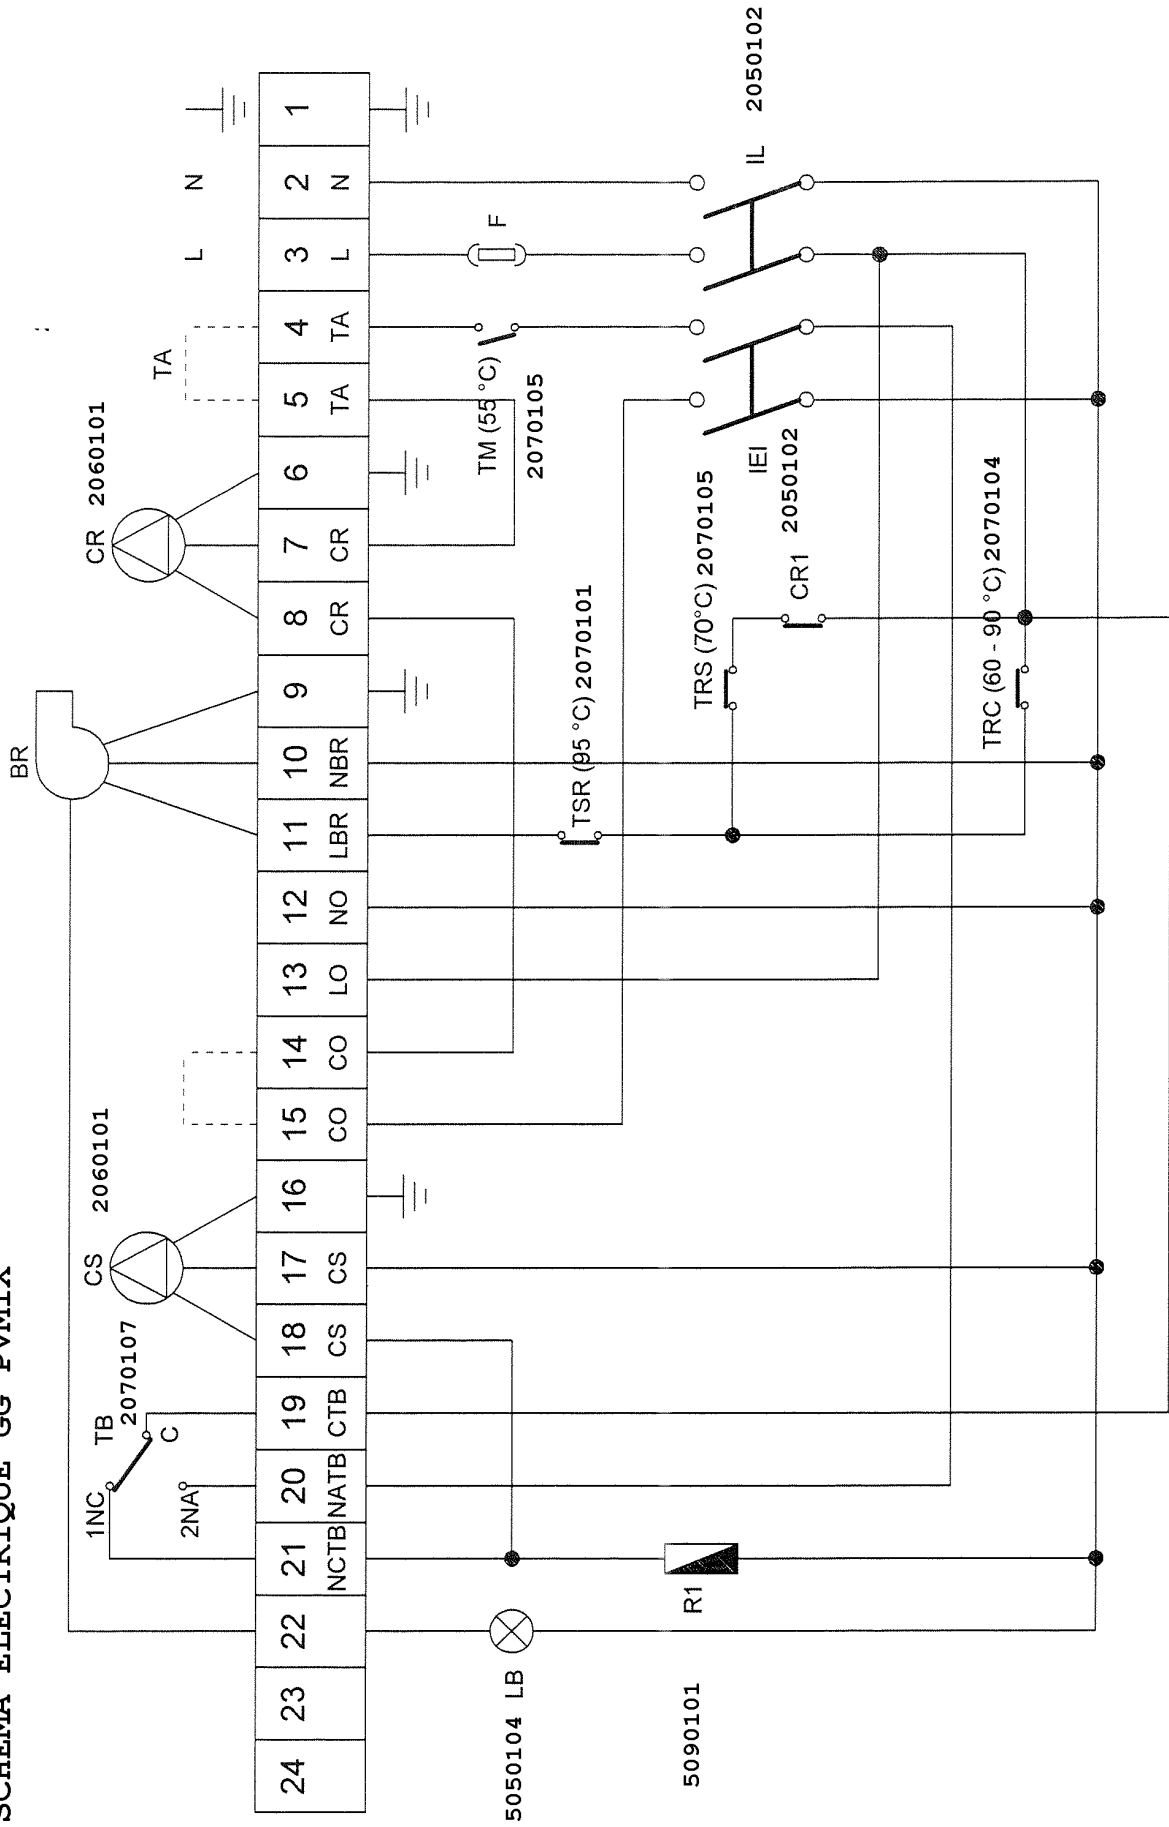 SCHEMA ELECTRIQUE GG PVMIX
BR
CS 2060101
CR 2060101
TB
2070107
1NC
C
2NA
TA
L
N
24
23
22
21
20
19
18
17
16
15
14
13
12
11
10
9
8
7
6
5
4
3
2
1
NCTB
NATB
CTB
CS
CS
CO
CO
LO
NO
LBR
NBR
CR
CR
TA
TA
L
N
5050104 LB
R1
5090101
TSR (95 °C) 2070101
TM (55 °C)
2070105
F
TRS (70°C) 2070105
CR1
IEI
2050102
IL
2050102
TRC (60 - 90 °C) 2070104